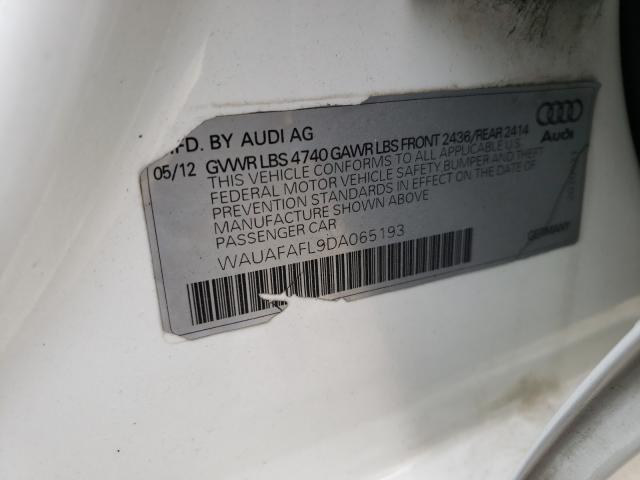 MFD. BY AUDI AG
05/12 GVWR LBS 4740 GAWR LBS FRONT 2436/REAR 2414
THIS VEHICLE CONFORMS TO ALL APPLICABLE U.S.
FEDERAL MOTOR VEHICLE SAFETY, BUMPER AND THEFT
PREVENTION STANDARDS IN EFFECT ON THE DATE OF
MANUFACTURE SHOWN ABOVE
PASSENGER CAR
WAUAFAFL9DA065193
Audi
GERMANY